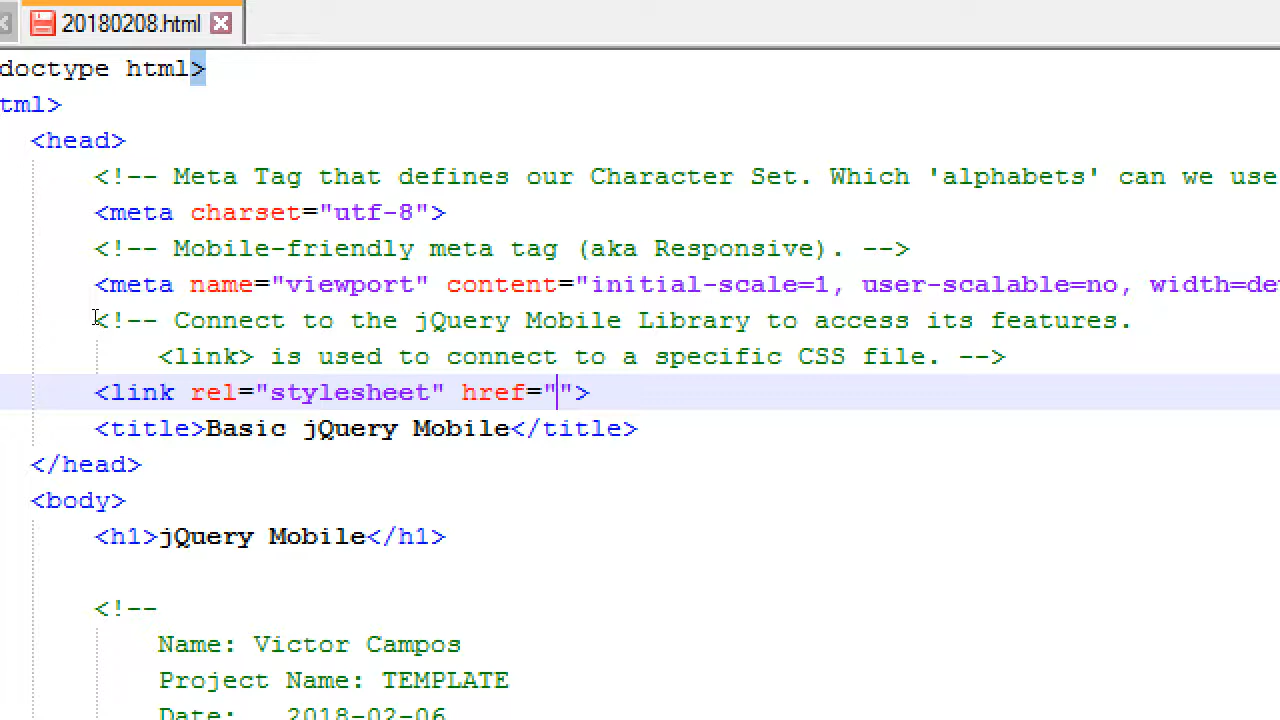 20180208.html
doctype html>
tml>
<head>
<!-- Meta Tag that defines our Character Set. Which 'alphabets' can we use
<meta charset="utf-8">
<!-- Mobile-friendly meta tag (aka Responsive). -->
<meta name="viewport" content="initial-scale=1, user-scalable=no, width=de
<!-- Connect to the jQuery Mobile Library to access its features.
<link> is used to connect to a specific CSS file. -->
<link rel="stylesheet" href="">
<title>Basic jQuery Mobile</title>
</head>
<body>
<h1>jQuery Mobile</h1>
<!--
Name: Victor Campos
Project Name: TEMPLATE
Date: 2018-02-06